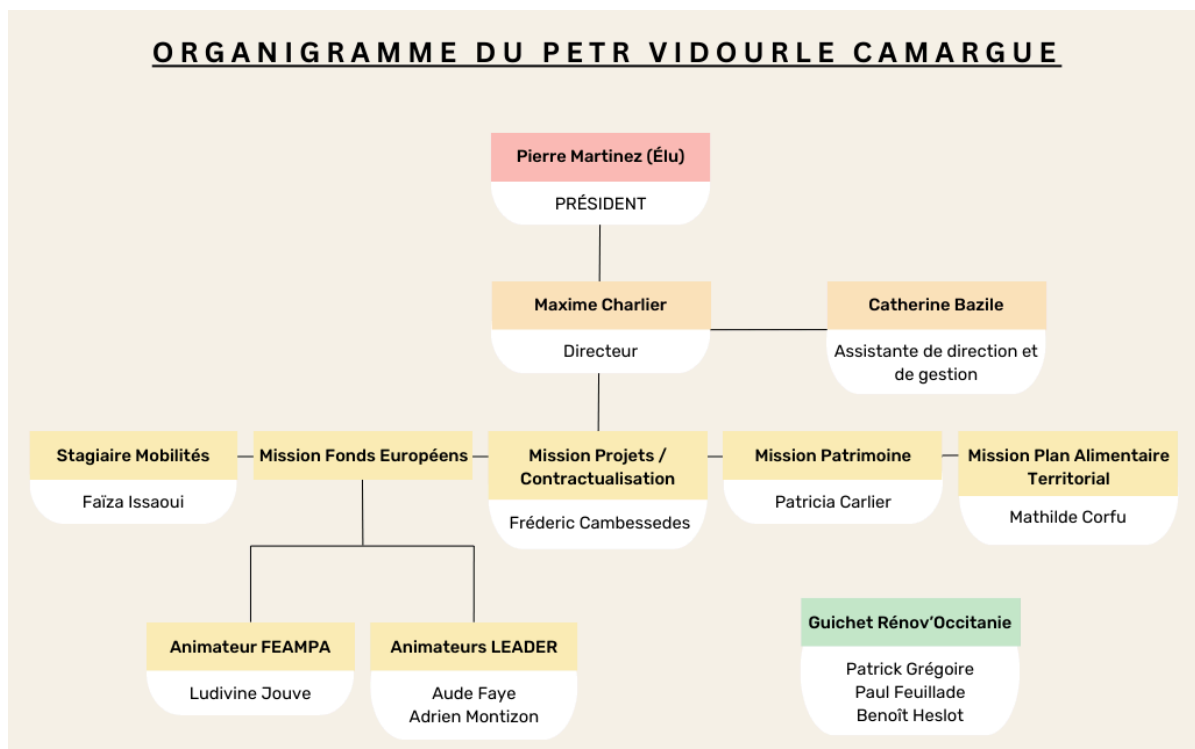 ORGANIGRAMME DU PETR VIDOURLE CAMARGUE
Pierre Martinez (Élu)
PRÉSIDENT
Maxime Charlier
Directeur
Catherine Bazile
Assistante de direction et
de gestion
Stagiaire Mobilités
Faïza Issaoui
Mission Fonds Européens
Mission Projets /
Contractualisation
Fréderic Cambessedes
Mission Patrimoine
Patricia Carlier
Mission Plan Alimentaire
Territorial
Mathilde Corfu
Animateur FEAMPA
Ludivine Jouve
Animateurs LEADER
Aude Faye
Adrien Montizon
Guichet Rénov’Occitanie
Patrick Grégoire
Paul Feuillade
Benoît Heslot